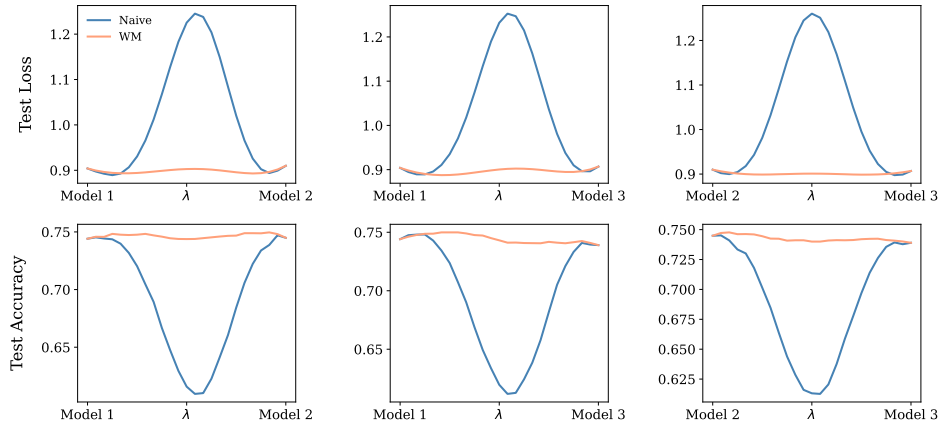 Test Loss
1.2
1.1
1.0
0.9
Naive
WM
Model 1 λ Model 2
1.2
1.1
1.0
0.9
Model 1 λ Model 3
1.2
1.1
1.0
0.9
Model 2 λ Model 3
Test Accuracy
0.75
0.70
0.65
Model 1 λ Model 2
0.75
0.70
0.65
Model 1 λ Model 3
0.750
0.725
0.700
0.675
0.650
0.625
Model 2 λ Model 3